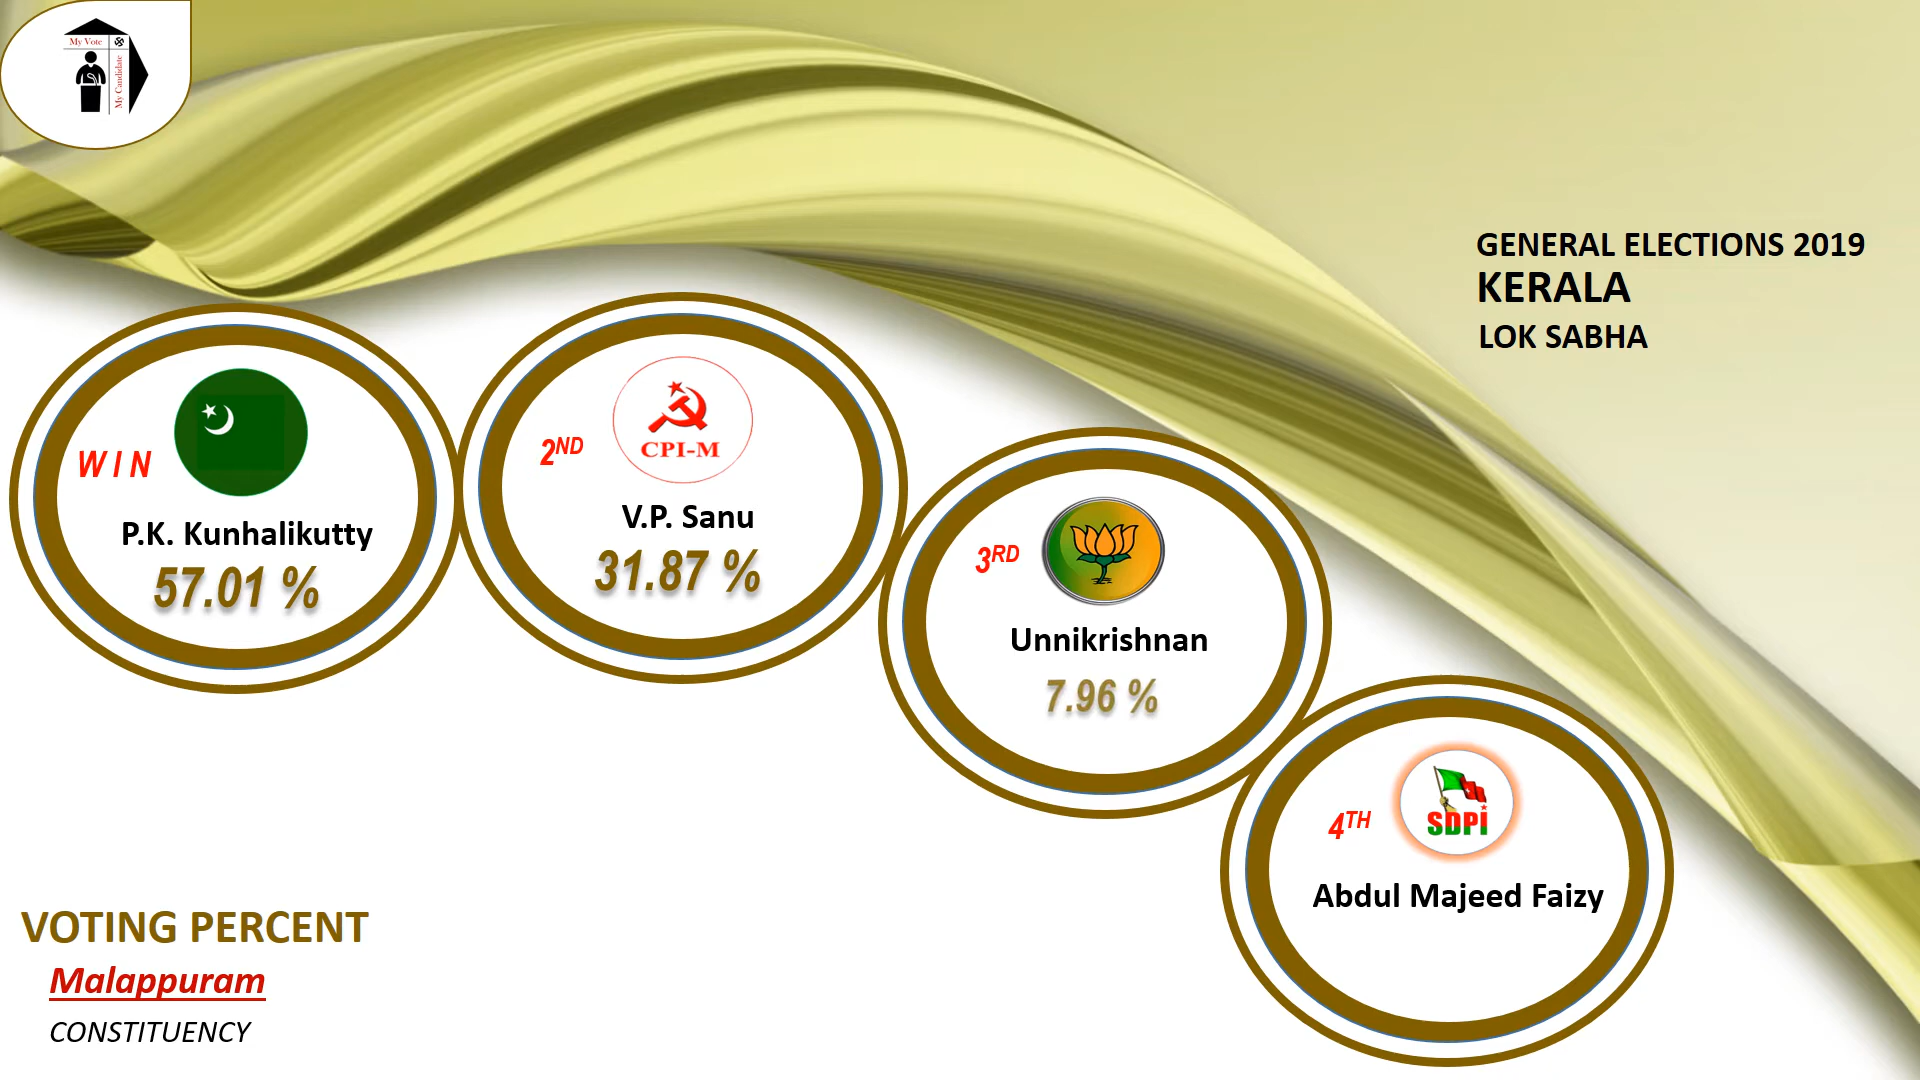 My Vote
My Candidate
GENERAL ELECTIONS 2019
KERALA
LOK SABHA
WIN
P.K. Kunhalikutty
57.01 %
2ND
CPI-M
V.P. Sanu
31.87 %
3RD
Unnikrishnan
7.96 %
4TH
SDPI
Abdul Majeed Faizy
VOTING PERCENT
Malappuram
CONSTITUENCY